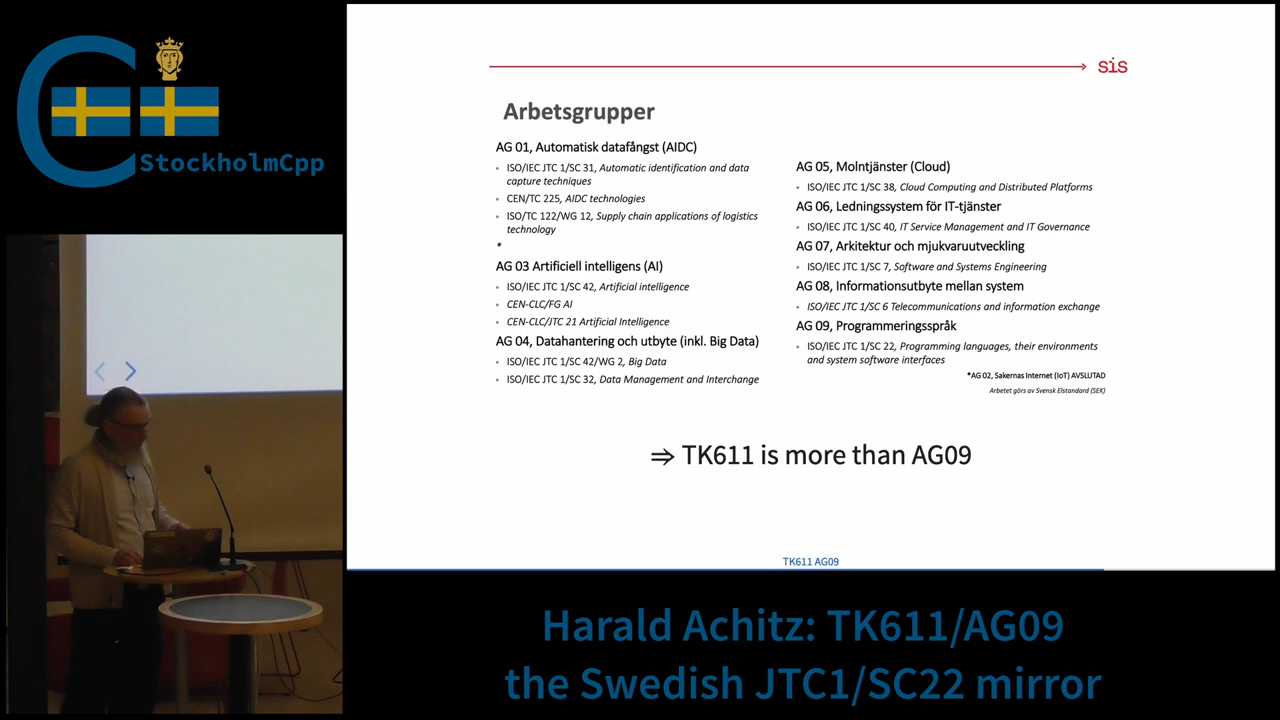 StockholmCpp
sis
Arbetsgrupper
AG 01, Automatisk datafångst (AIDC)
• ISO/IEC JTC 1/SC 31, Automatic identification and data
capture techniques
• CEN/TC 225, AIDC technologies
• ISO/TC 122/WG 12, Supply chain applications of logistics
technology
*
AG 03 Artificiell intelligens (AI)
• ISO/IEC JTC 1/SC 42, Artificial intelligence
• CEN-CLC/FG AI
• CEN-CLC/JTC 21 Artificial Intelligence
AG 04, Datahantering och utbyte (inkl. Big Data)
• ISO/IEC JTC 1/SC 42/WG 2, Big Data
• ISO/IEC JTC 1/SC 32, Data Management and Interchange
AG 05, Molntjänster (Cloud)
• ISO/IEC JTC 1/SC 38, Cloud Computing and Distributed Platforms
AG 06, Ledningssystem för IT-tjänster
• ISO/IEC JTC 1/SC 40, IT Service Management and IT Governance
AG 07, Arkitektur och mjukvaruutveckling
• ISO/IEC JTC 1/SC 7, Software and Systems Engineering
AG 08, Informationsutbyte mellan system
• ISO/IEC JTC 1/SC 6 Telecommunications and information exchange
AG 09, Programmeringsspråk
• ISO/IEC JTC 1/SC 22, Programming languages, their environments
and system software interfaces
*AG 02, Sakernas Internet (IoT) AVSLUTAD
Arbetet görs av Svensk Elstandard (SEK)
⇒ TK611 is more than AG09
TK611 AG09
Harald Achitz: TK611/AG09
the Swedish JTC1/SC22 mirror